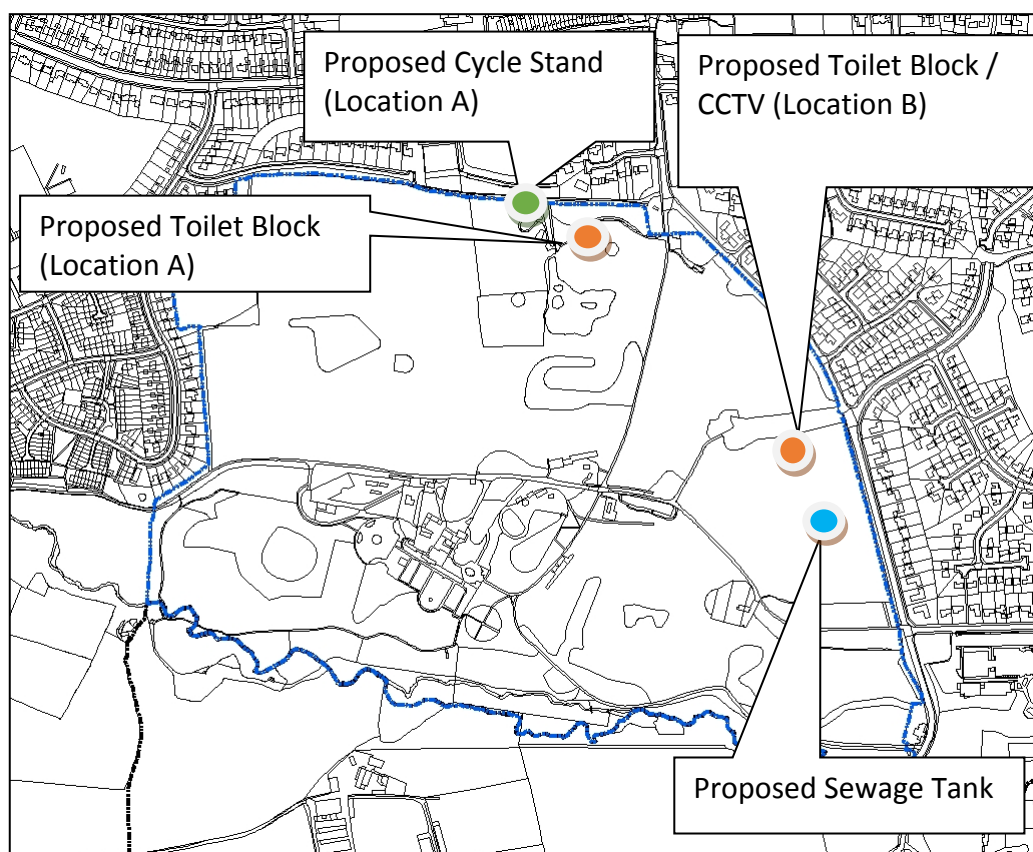 Proposed Cycle Stand
(Location A)
Proposed Toilet Block /
CCTV (Location B)
Proposed Toilet Block
(Location A)
Proposed Sewage Tank